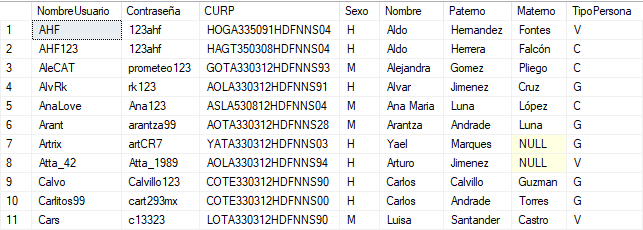 NombreUsuario Contraseña CURP Sexo Nombre Paterno Materno TipoPersona
1 AHF 123ahf HOGA335091HDFNNS04 H Aldo Hernandez Fontes V
2 AHF123 123ahf HAGT350308HDFNNS04 H Aldo Herrera Falcón C
3 AleCAT prometeo123 GOTA330312HDFNNS93 M Alejandra Gomez Pliego C
4 AlvRk rk123 AOLA330312HDFNNS91 H Alvar Jimenez Cruz G
5 AnaLove Ana123 ASLA530812HDFNNS04 M Ana Maria Luna López C
6 Arant arantza99 AOTA330312HDFNNS28 M Arantza Andrade Luna G
7 Artrix artCR7 YATA330312HDFNNS03 H Yael Marques NULL G
8 Atta_42 Atta_1989 AOLA330312HDFNNS94 H Arturo Jimenez NULL V
9 Calvo Calvillo123 COTE330312HDFNNS90 H Carlos Calvillo Guzman G
10 Carlitos99 cart293mx COTE330312HDFNNS00 H Carlos Andrade Torres G
11 Cars c13323 LOTA330312HDFNNS90 M Luisa Santander Castro V